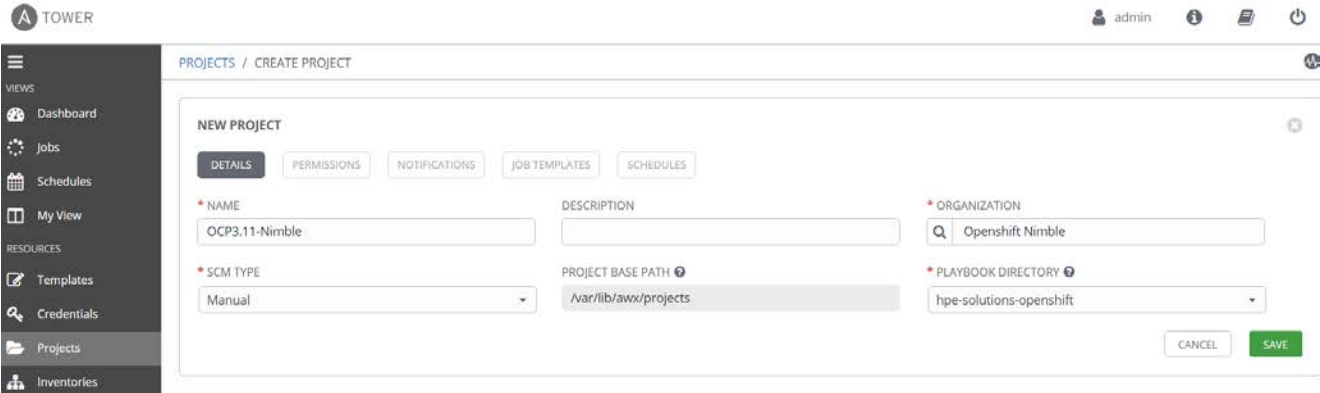 A TOWER
admin
PROJECTS / CREATE PROJECT
VIEWS
Dashboard
Jobs
Schedules
My View
RESOURCES
Templates
Credentials
Projects
Inventories
NEW PROJECT
DETAILS PERMISSIONS NOTIFICATIONS JOB TEMPLATES SCHEDULES
* NAME DESCRIPTION * ORGANIZATION
OCP3.11-Nimble Openshift Nimble
* SCM TYPE PROJECT BASE PATH * PLAYBOOK DIRECTORY
Manual /var/lib/awx/projects hpe-solutions-openshift
CANCEL SAVE